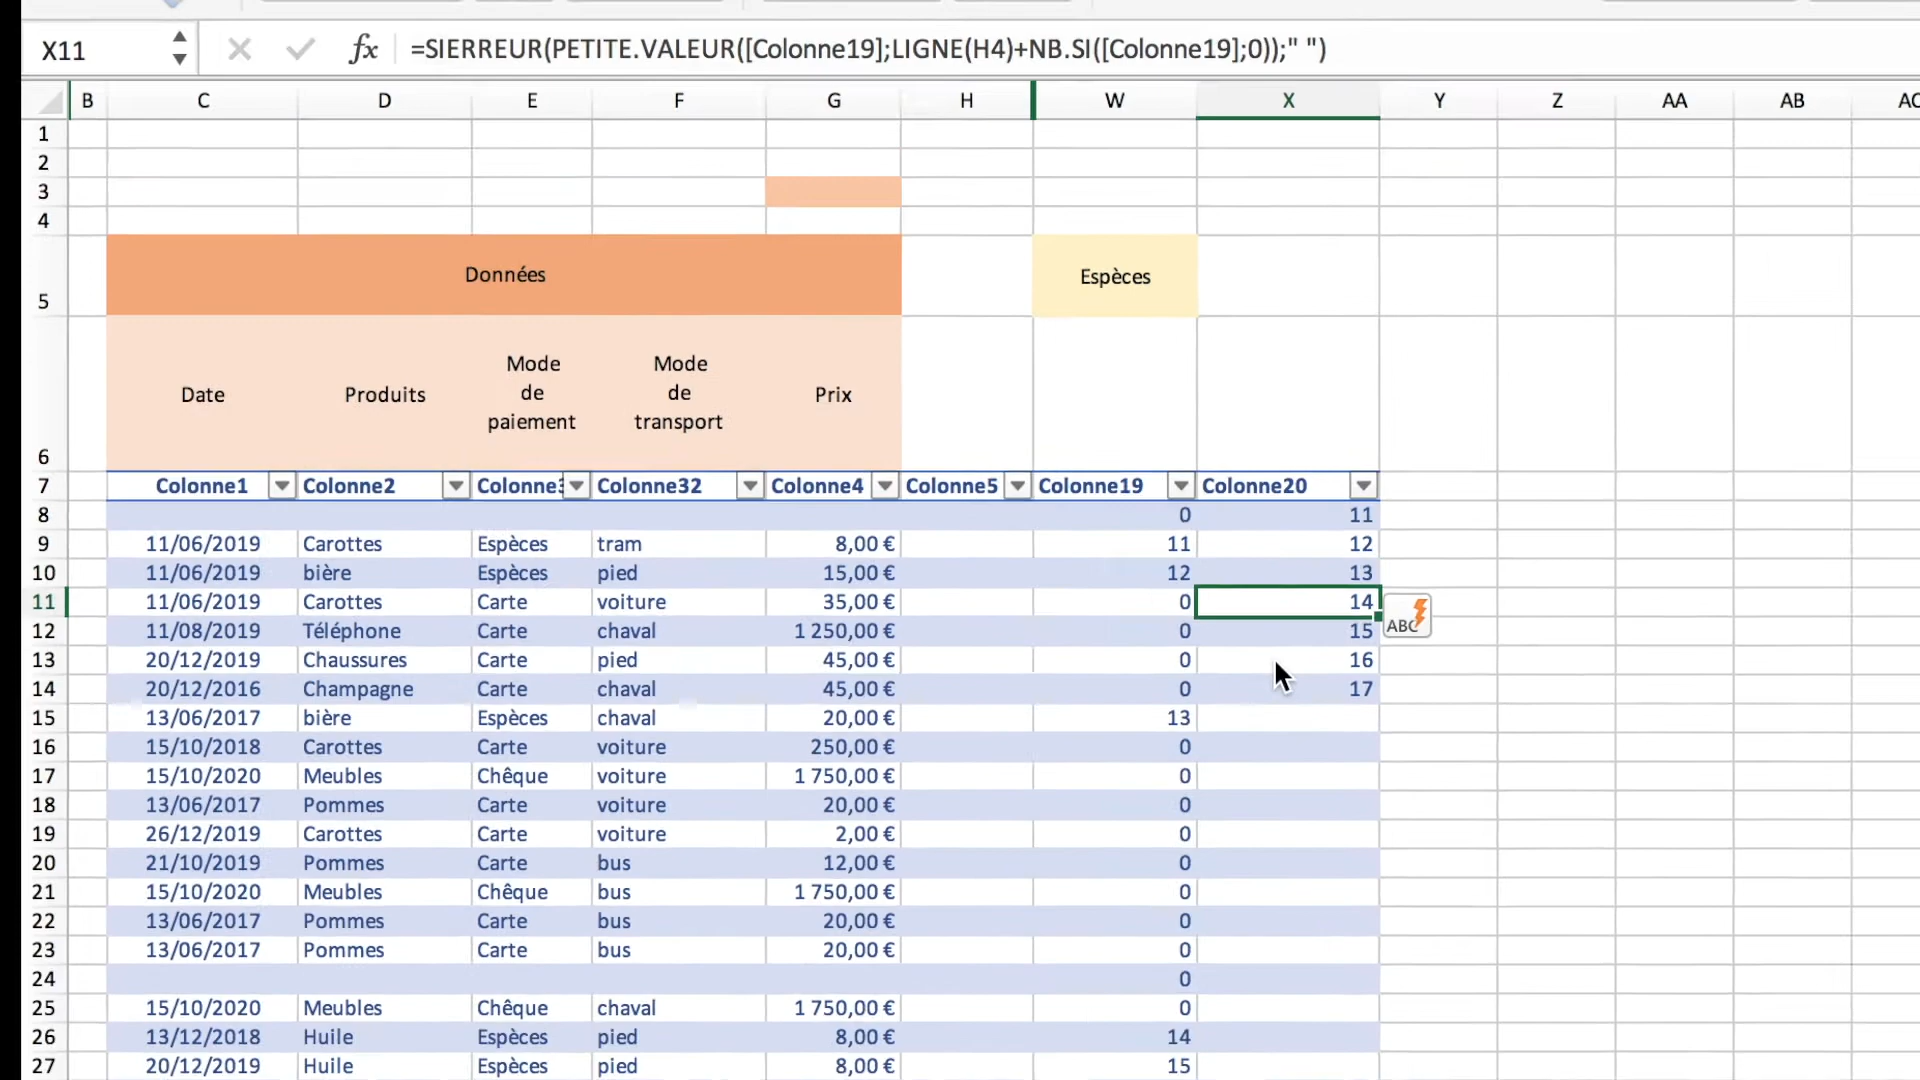 X11 fx =SIERREUR(PETITE.VALEUR([Colonne19];LIGNE(H4)+NB.SI([Colonne19];0));" ")
B C D E F G H W X Y Z AA AB AC
1
2
3
4
5 Données Espèces
6 Date Produits Mode de paiement Mode de transport Prix
7 Colonne1 Colonne2 Colonne3 Colonne32 Colonne4 Colonne5 Colonne19 Colonne20
8 0 11
9 11/06/2019 Carottes Espèces tram 8,00 € 11 12
10 11/06/2019 bière Espèces pied 15,00 € 12 13
11 11/06/2019 Carottes Carte voiture 35,00 € 0 14 ABC
12 11/08/2019 Téléphone Carte chaval 1 250,00 € 0 15
13 20/12/2019 Chaussures Carte pied 45,00 € 0 16
14 20/12/2016 Champagne Carte chaval 45,00 € 0 17
15 13/06/2017 bière Espèces chaval 20,00 € 13
16 15/10/2018 Carottes Carte voiture 250,00 € 0
17 15/10/2020 Meubles Chêque voiture 1 750,00 € 0
18 13/06/2017 Pommes Carte voiture 20,00 € 0
19 26/12/2019 Carottes Carte voiture 2,00 € 0
20 21/10/2019 Pommes Carte bus 12,00 € 0
21 15/10/2020 Meubles Chêque bus 1 750,00 € 0
22 13/06/2017 Pommes Carte bus 20,00 € 0
23 13/06/2017 Pommes Carte bus 20,00 € 0
24 0
25 15/10/2020 Meubles Chêque chaval 1 750,00 € 0
26 13/12/2018 Huile Espèces pied 8,00 € 14
27 20/12/2019 Huile Espèces pied 8,00 € 15